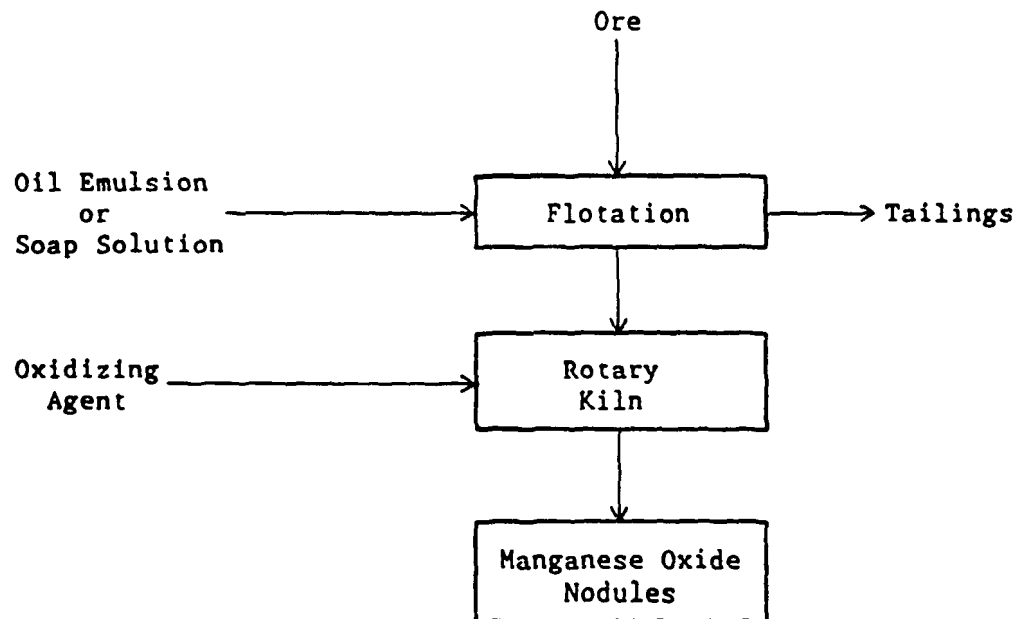 Ore
Oil Emulsion
or
Soap Solution
Flotation
Tailings
Oxidizing
Agent
Rotary
Kiln
Manganese Oxide
Nodules